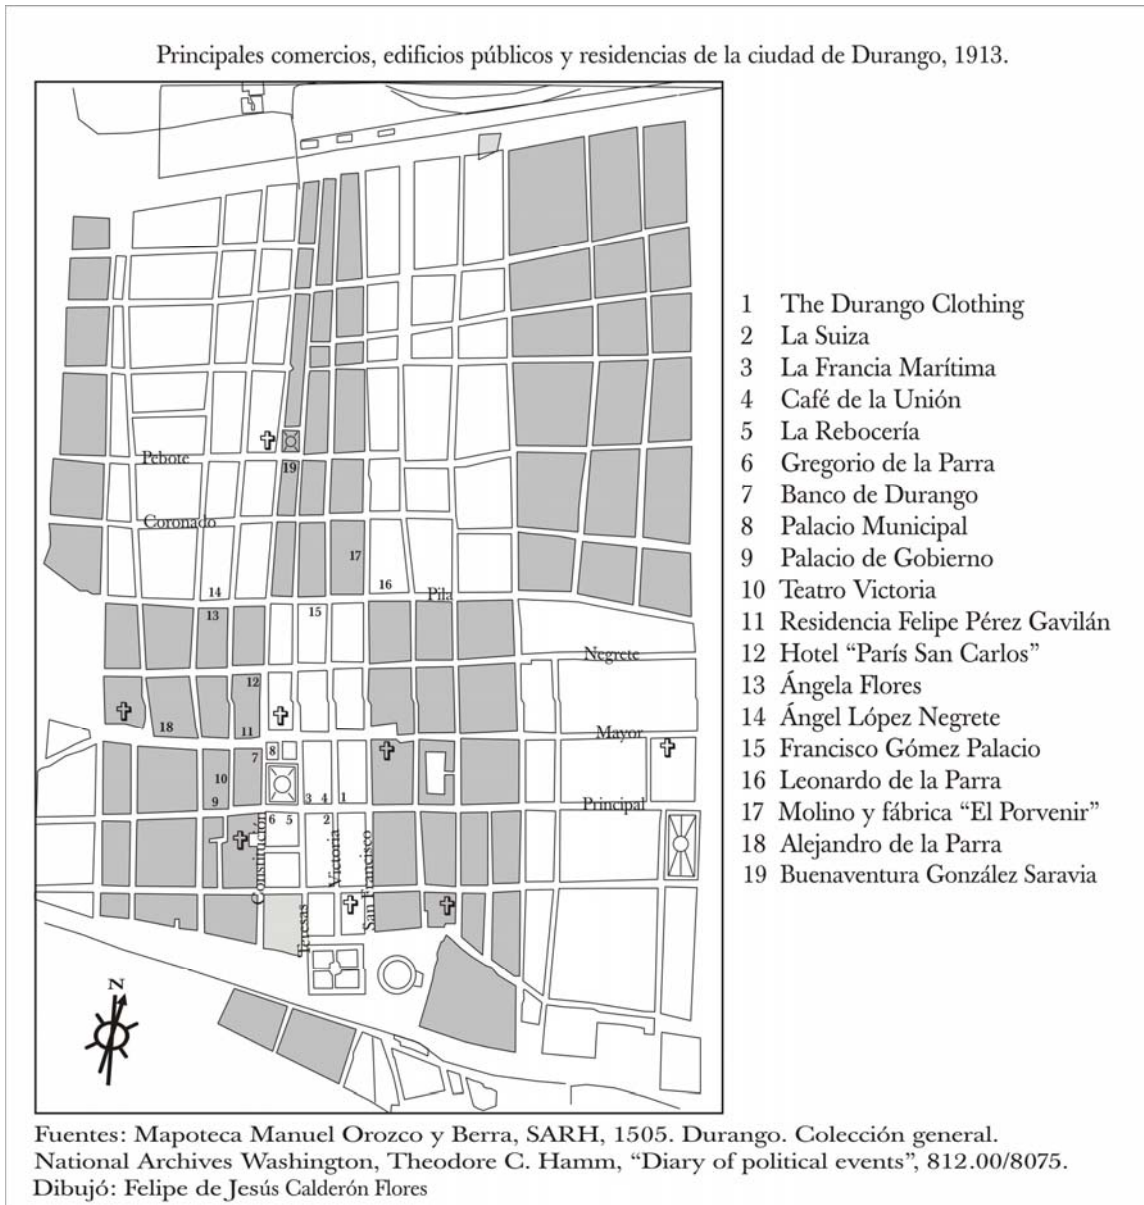 Principales comercios, edificios públicos y residencias de la ciudad de Durango, 1913.
Pebote
19
Coronado
17
16
14
Pila
13
15
Negrete
12
18
11
Mayor
8
7
10
9
3 4 1
Principal
6 5 2
Constitución
Victoria
San Francisco
Teresas
N
1 The Durango Clothing
2 La Suiza
3 La Francia Marítima
4 Café de la Unión
5 La Rebocería
6 Gregorio de la Parra
7 Banco de Durango
8 Palacio Municipal
9 Palacio de Gobierno
10 Teatro Victoria
11 Residencia Felipe Pérez Gavilán
12 Hotel “París San Carlos”
13 Ángela Flores
14 Ángel López Negrete
15 Francisco Gómez Palacio
16 Leonardo de la Parra
17 Molino y fábrica “El Porvenir”
18 Alejandro de la Parra
19 Buenaventura González Saravia
Fuentes: Mapoteca Manuel Orozco y Berra, SARH, 1505. Durango. Colección general.
National Archives Washington, Theodore C. Hamm, “Diary of political events”, 812.00/8075.
Dibujó: Felipe de Jesús Calderón Flores